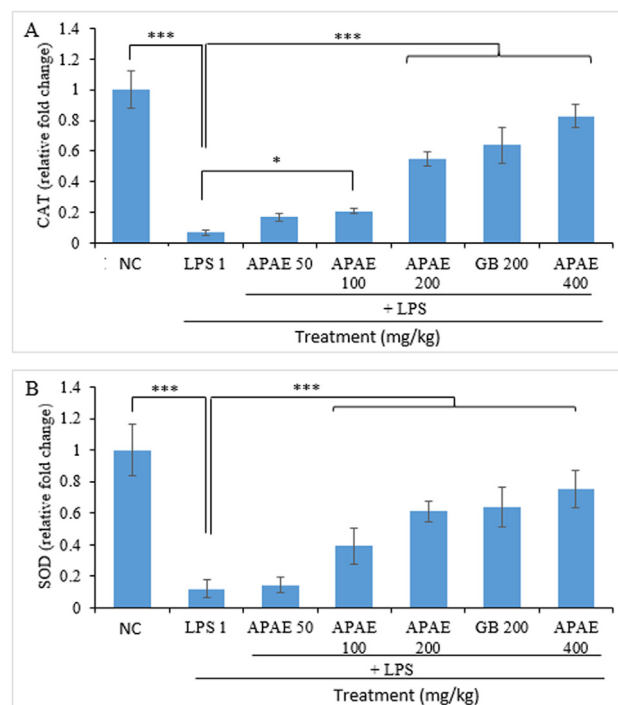 A
CAT (relative fold change)
1.4
1.2
1
0.8
0.6
0.4
0.2
0
***
***
*
NC LPS 1 APAE 50 APAE 100 APAE 200 GB 200 APAE 400
+ LPS
Treatment (mg/kg)
B
SOD (relative fold change)
1.4
1.2
1
0.8
0.6
0.4
0.2
0
***
***
NC LPS 1 APAE 50 APAE 100 APAE 200 GB 200 APAE 400
+ LPS
Treatment (mg/kg)